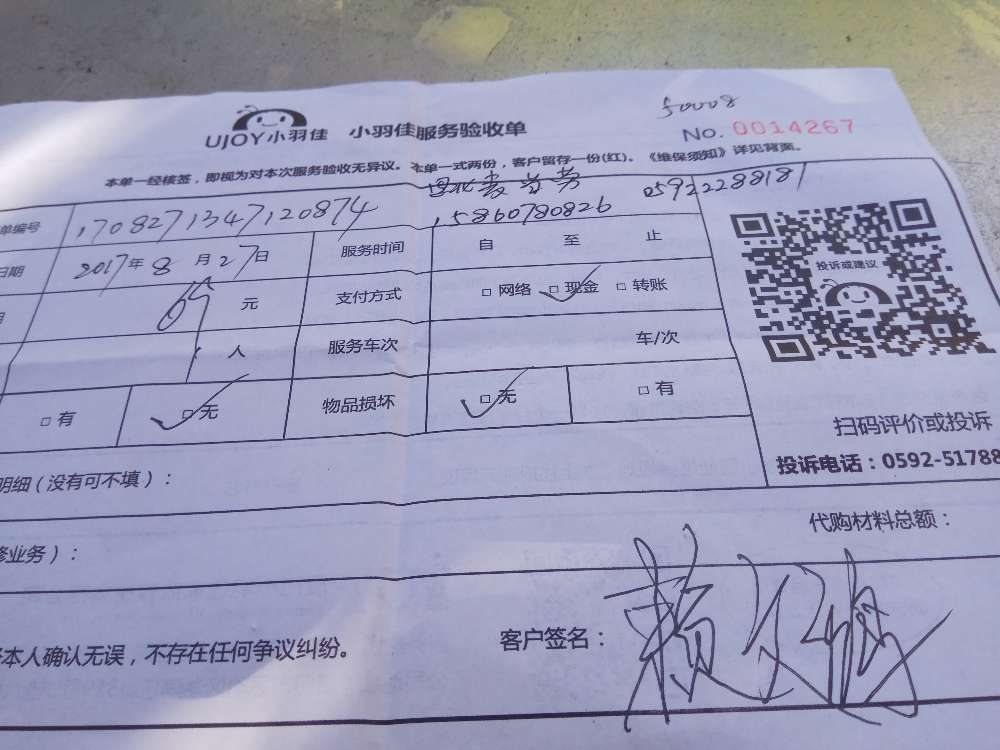 50008
UJOY小羽佳 小羽佳服务验收单 No. 0014267
本单一经核签，即视为对本次服务验收无异议。本单一式两份，客户留存一份(红)。《维保须知》详见背面。
单编号 1708271347120874 15860780826 05922288181
日期 2017年8月27日 服务时间 自 至 止
投诉或建议
元 支付方式 □ 网络 □ 现金 □ 转账
人 服务车次 车/次
□ 有 □ 无 物品损坏 □ 无 □ 有
扫码评价或投诉
投诉电话：0592-51788
明细（没有可不填）：
代购材料总额：
修业务）：
本人确认无误，不存在任何争议纠纷。
客户签名：